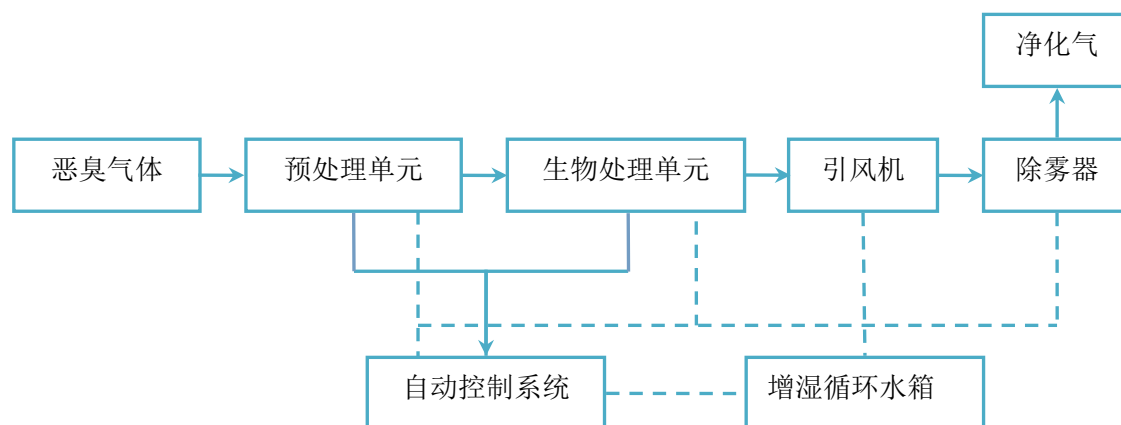 净化气
恶臭气体
预处理单元
生物处理单元
引风机
除雾器
自动控制系统
增湿循环水箱